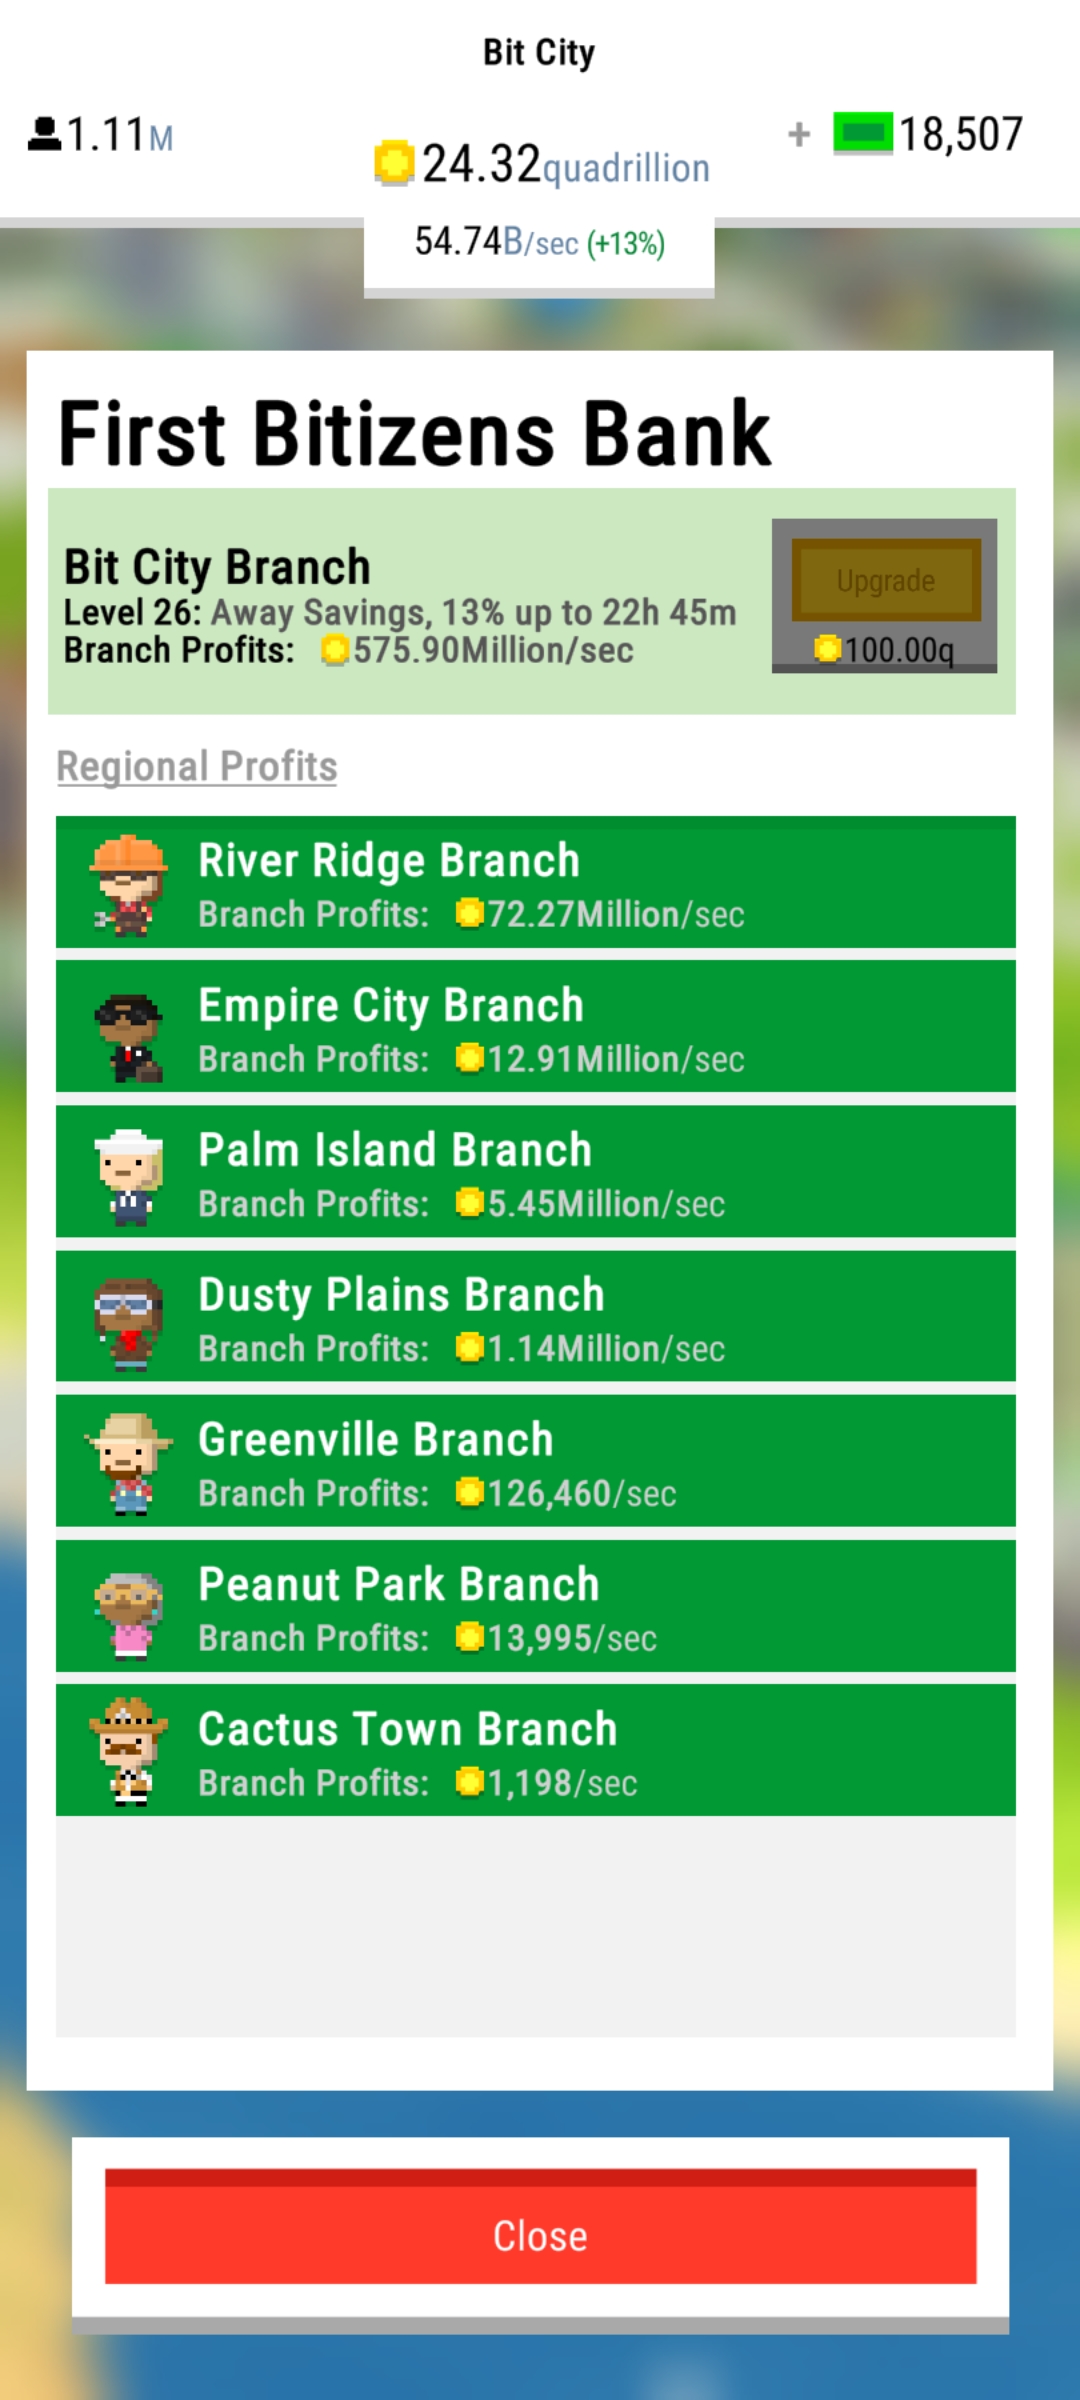 Bit City
1.11M
24.32quadrillion
+ 18,507
54.74B/sec (+13%)
First Bitizens Bank
Bit City Branch
Level 26: Away Savings, 13% up to 22h 45m
Branch Profits: 575.90Million/sec
Upgrade
100.00q
Regional Profits
River Ridge Branch
Branch Profits: 72.27Million/sec
Empire City Branch
Branch Profits: 12.91Million/sec
Palm Island Branch
Branch Profits: 5.45Million/sec
Dusty Plains Branch
Branch Profits: 1.14Million/sec
Greenville Branch
Branch Profits: 126,460/sec
Peanut Park Branch
Branch Profits: 13,995/sec
Cactus Town Branch
Branch Profits: 1,198/sec
Close